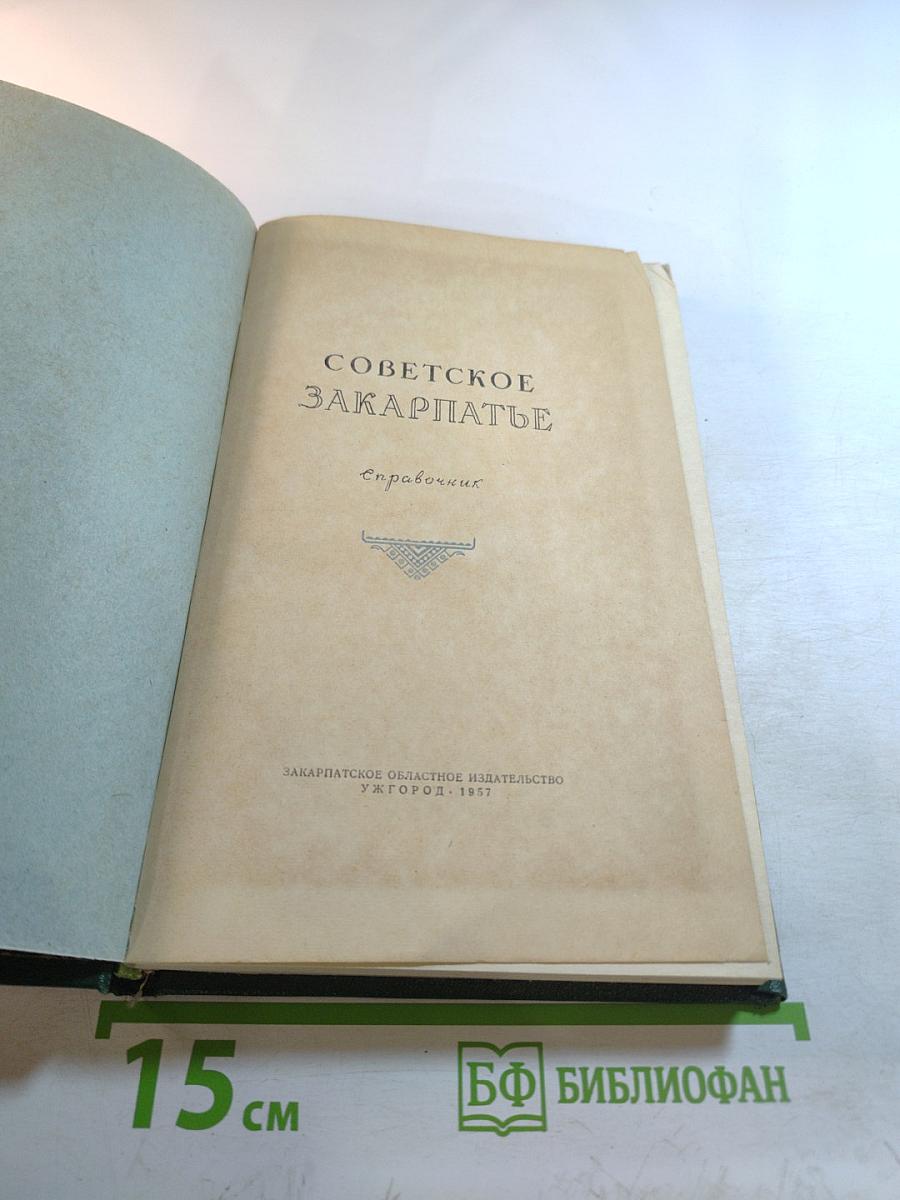 СОВЕТСКОЕ
ЗАКАРПАТЬЕ
Справочник
ЗАКАРПАТСКОЕ ОБЛАСТНОЕ ИЗДАТЕЛЬСТВО
УЖГОРОД · 1957
15 СМ
БФ БИБЛИОФАН